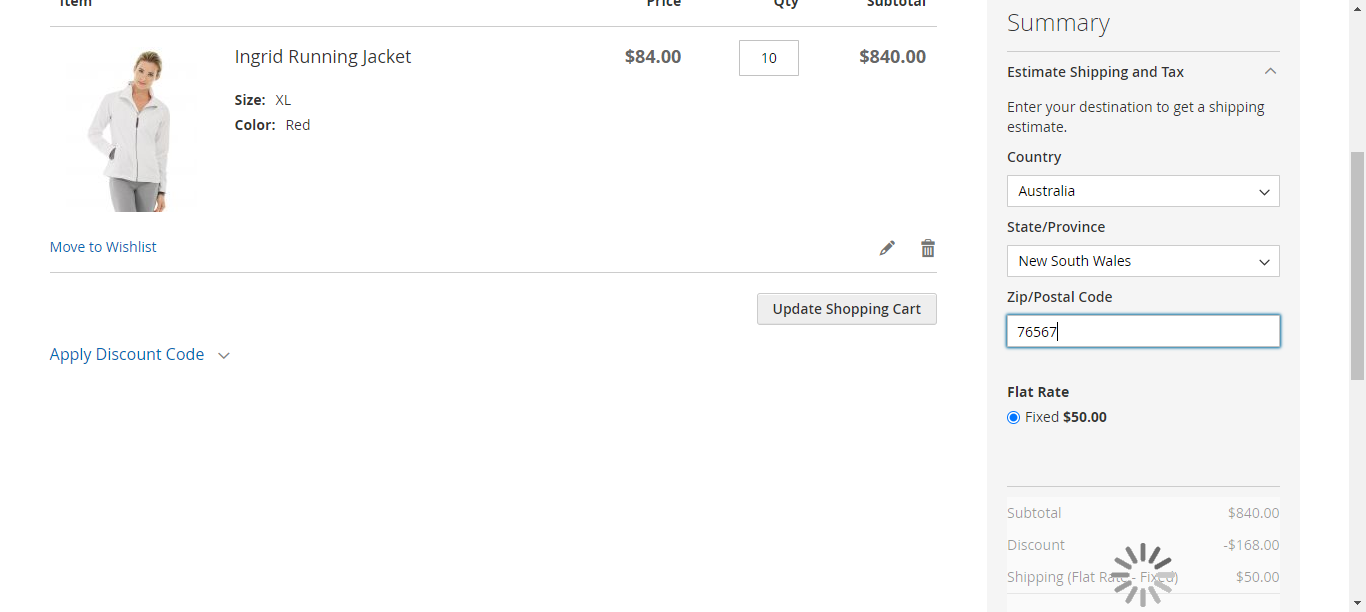 Item Price Qty Subtotal
Ingrid Running Jacket $84.00 10 $840.00
Size: XL
Color: Red
Move to Wishlist
Update Shopping Cart
Apply Discount Code
Summary
Estimate Shipping and Tax
Enter your destination to get a shipping
estimate.
Country
Australia
State/Province
New South Wales
Zip/Postal Code
76567
Flat Rate
Fixed $50.00
Subtotal $840.00
Discount -$168.00
Shipping (Flat Rate - Fixed) $50.00